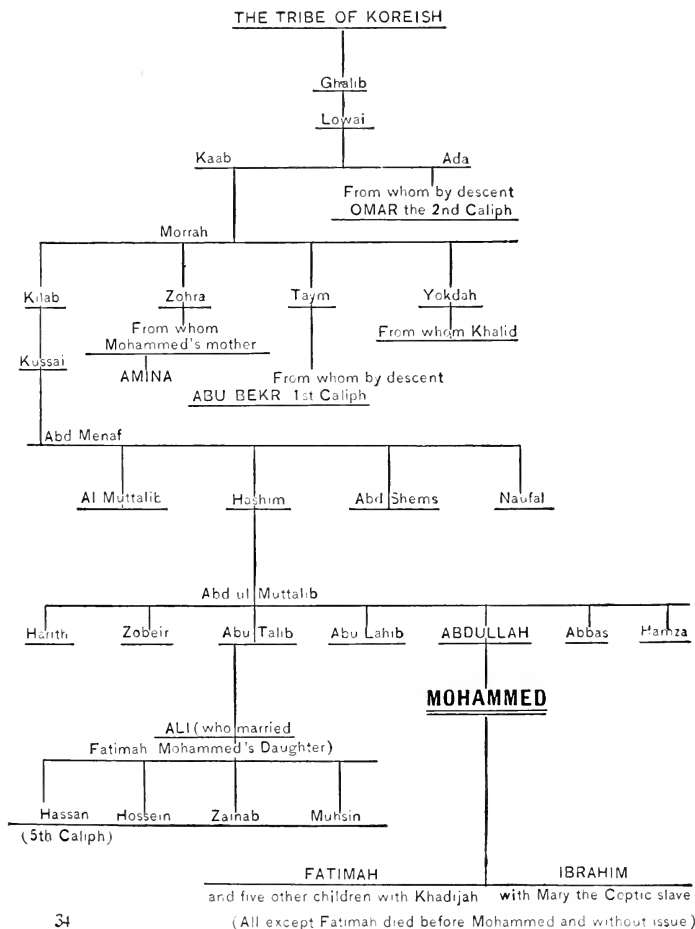 THE TRIBE OF KOREISH
Ghalib
Lowai
Kaab Ada
From whom by descent
OMAR the 2nd Caliph
Morrah
Kilab Zohra Taym Yokdah
From whom
Mohammed's mother
From whom Khalid
Kussai
AMINA
From whom by descent
ABU BEKR 1st Caliph
Abd Menaf
Al Muttalib Hashim Abd Shems Naufal
Abd ul Muttalib
Harith Zobeir Abu Talib Abu Lahib ABDULLAH Abbas Hamza
MOHAMMED
ALI (who married
Fatimah Mohammed's Daughter)
Hassan Hossein Zainab Muhsin
(5th Caliph)
FATIMAH IBRAHIM
and five other children with Khadijah with Mary the Coptic slave
34 (All except Fatimah died before Mohammed and without issue)